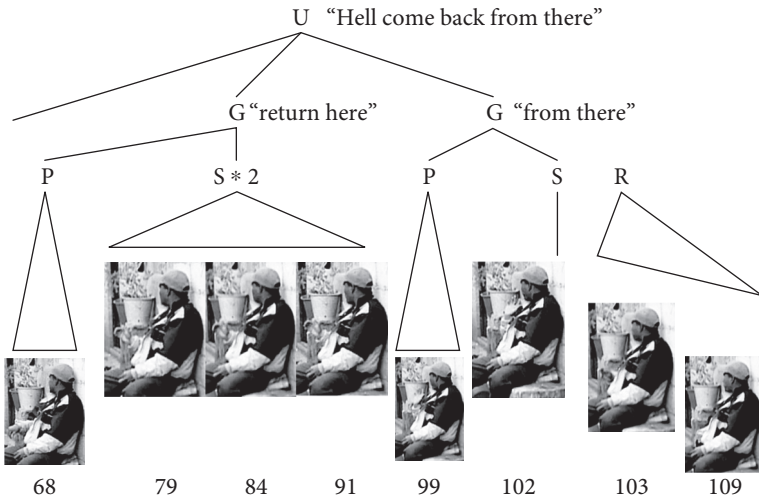 U “Hell come back from there”
G “return here” G “from there”
P S * 2 P S R
68 79 84 91 99 102 103 109